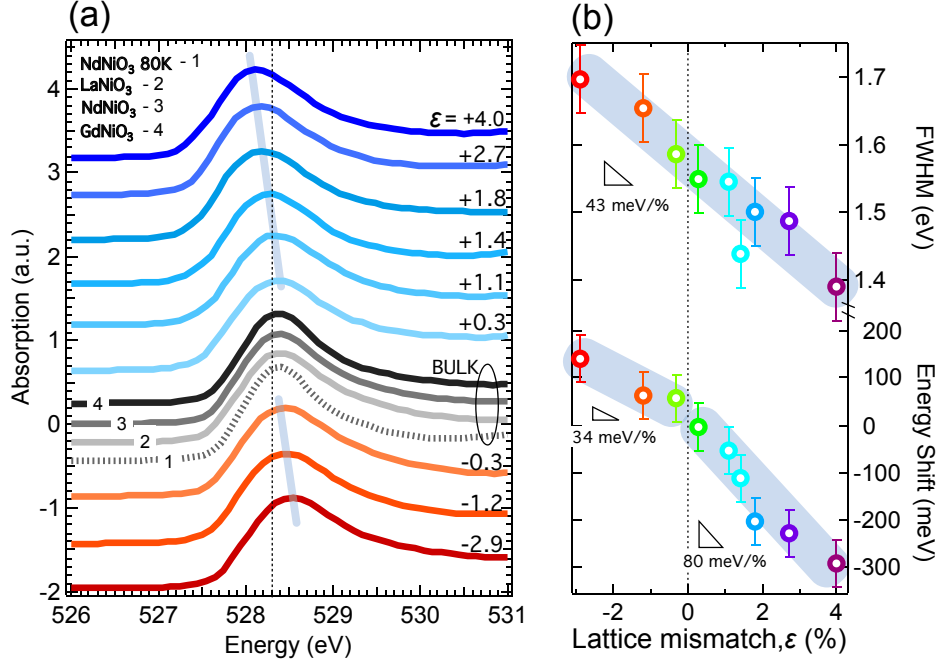 (a)
NdNiO3 80K - 1
LaNiO3 - 2
NdNiO3 - 3
GdNiO3 - 4
ε = +4.0
+2.7
+1.8
+1.4
+1.1
+0.3
BULK
4
3
2
1
-0.3
-1.2
-2.9
4
3
2
1
0
-1
-2
Absorption (a.u.)
526
527
528
529
530
531
Energy (eV)
(b)
1.7
1.6
1.5
1.4
FWHM (eV)
43 meV/%
200
100
0
-100
-200
-300
Energy Shift (meV)
34 meV/%
80 meV/%
-2
0
2
4
Lattice mismatch,ε (%)